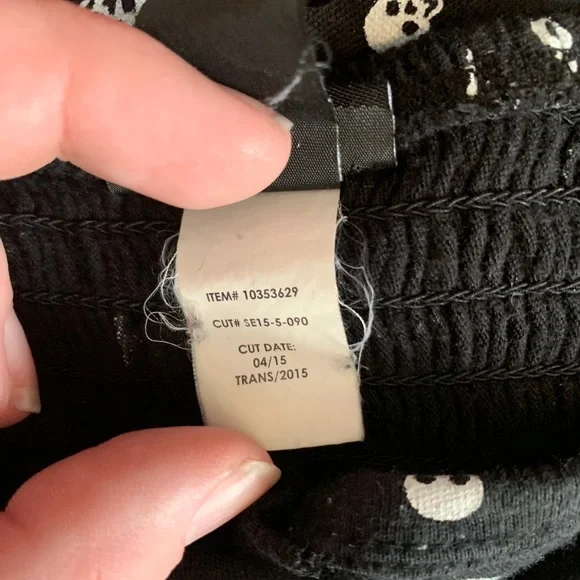 ITEM# 10353629
CUT# SE15-5-090
CUT DATE:
04/15
TRANS/2015